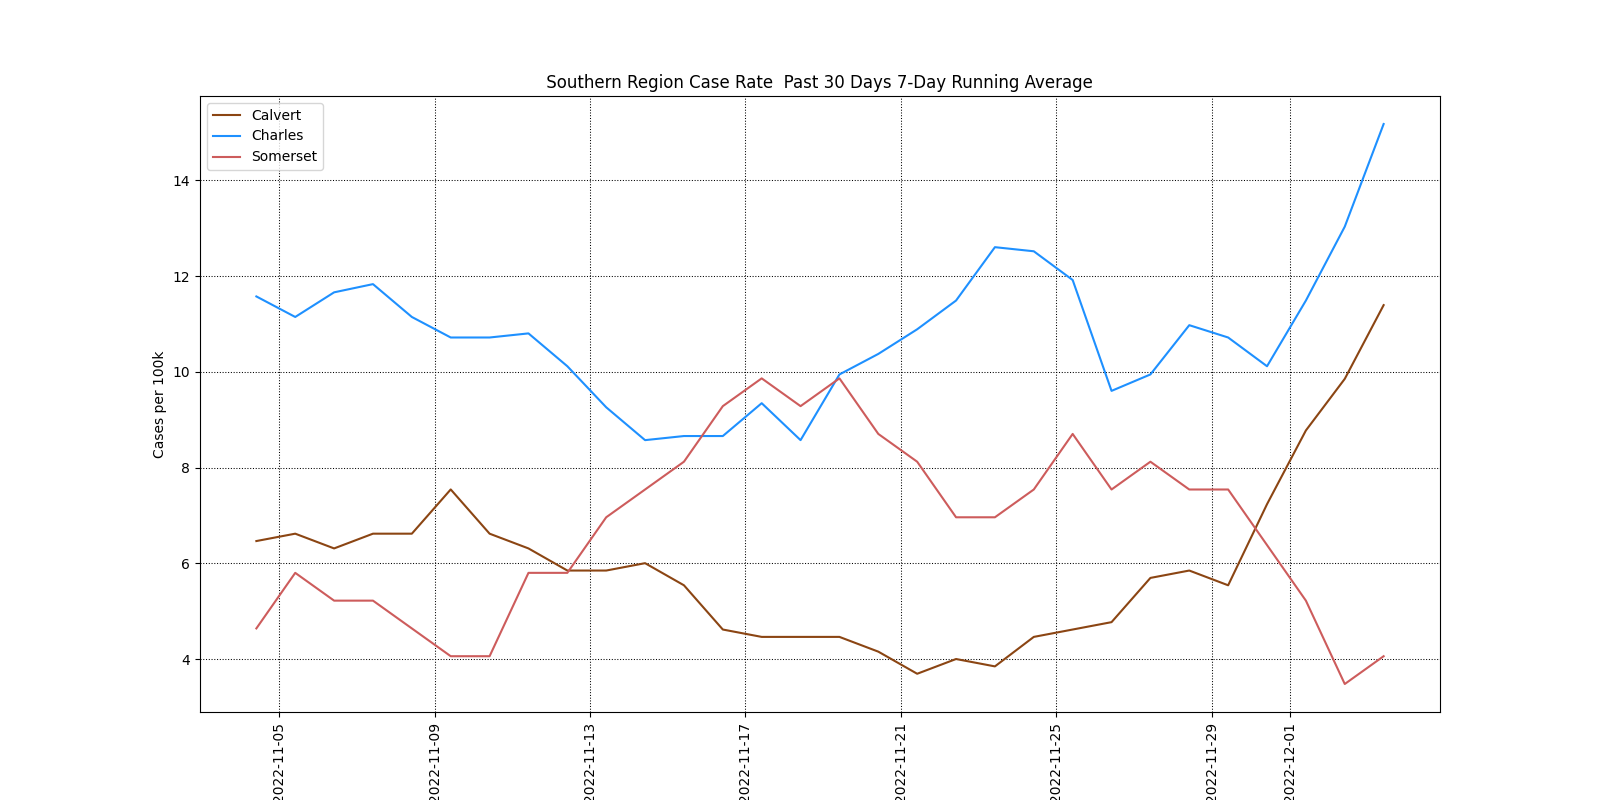 Southern Region Case Rate  Past 30 Days 7-Day Running Average
Calvert
Charles
Somerset
Cases per 100k
14
12
10
8
6
4
2022-11-05
2022-11-09
2022-11-13
2022-11-17
2022-11-21
2022-11-25
2022-11-29
2022-12-01